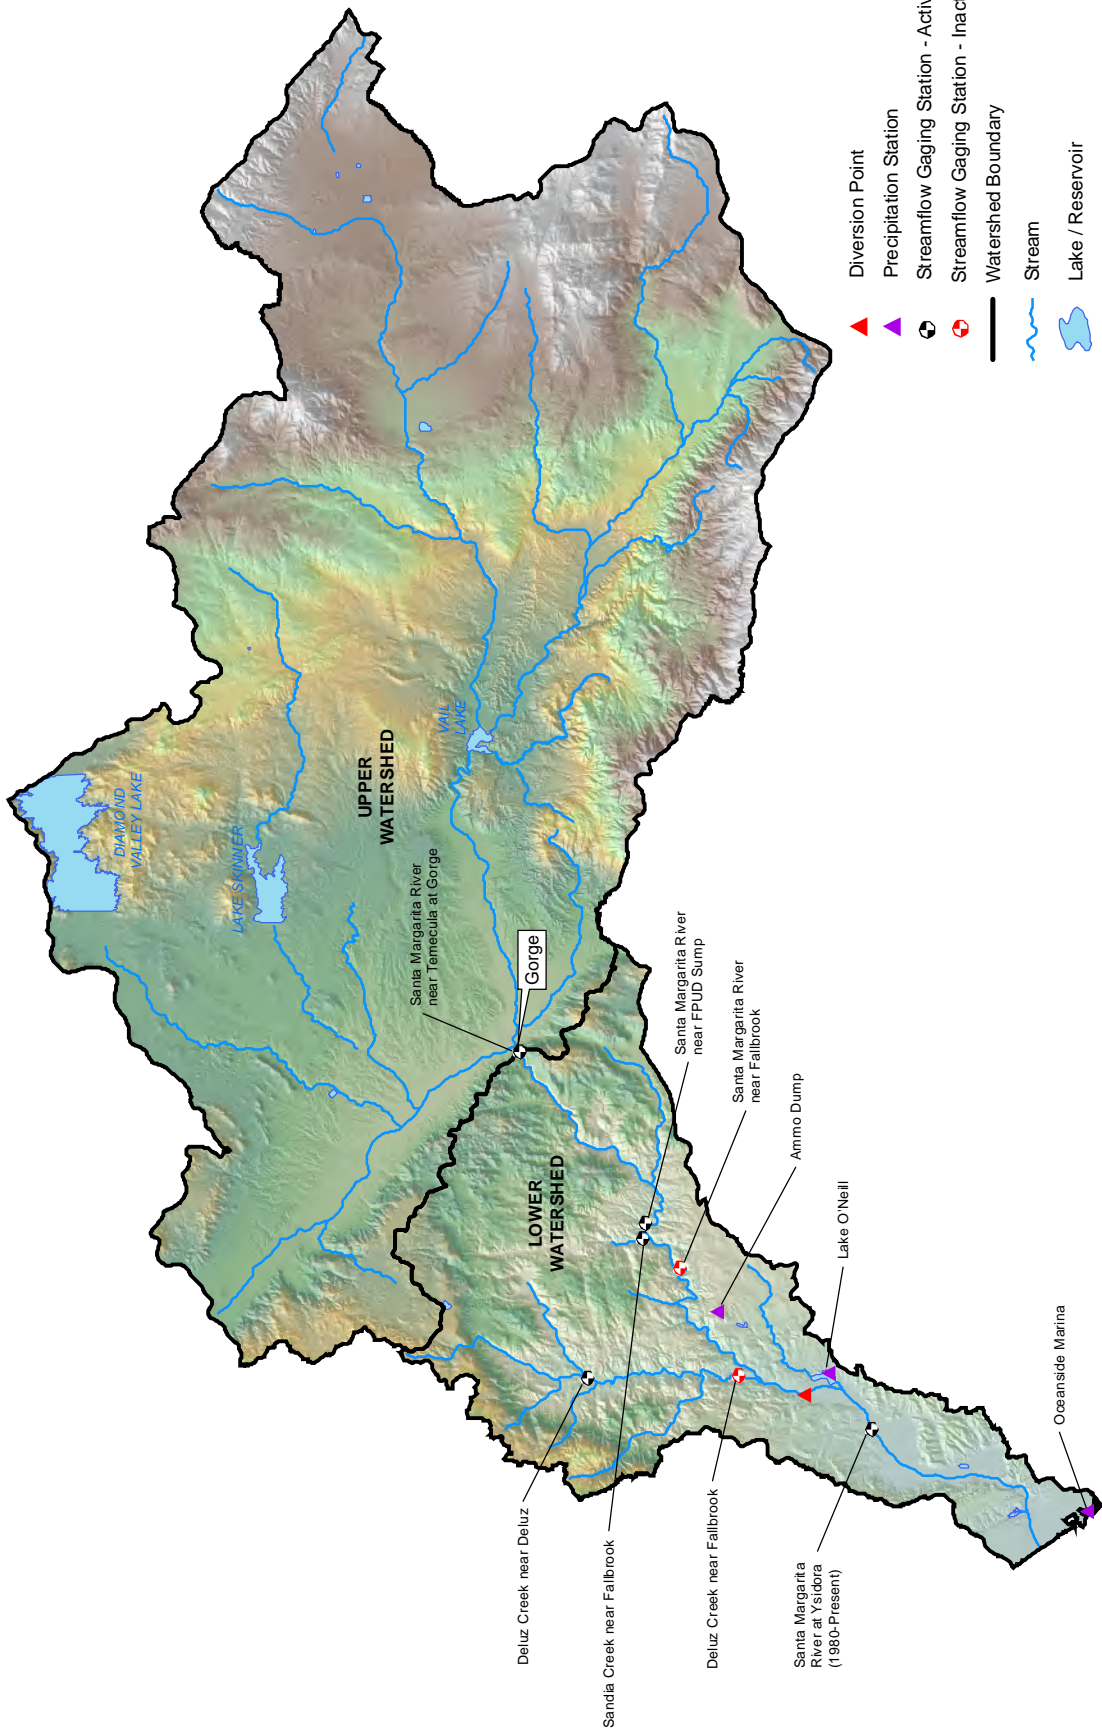 DIAMOND
VALLEY LAKE
LAKE SKINNER
UPPER
WATERSHED
VAIL
LAKE
Santa Margarita River
near Temecula at Gorge
Gorge
LOWER
WATERSHED
Santa Margarita River
near FPUD Sump
Santa Margarita River
near Fallbrook
Ammo Dump
Lake O'Neill
Oceanside Marina
Deluz Creek near Deluz
Sandia Creek near Fallbrook
Deluz Creek near Fallbrook
Santa Margarita
River at Ysidora
(1980-Present)
Diversion Point
Precipitation Station
Streamflow Gaging Station - Activ
Streamflow Gaging Station - Inact
Watershed Boundary
Stream
Lake / Reservoir